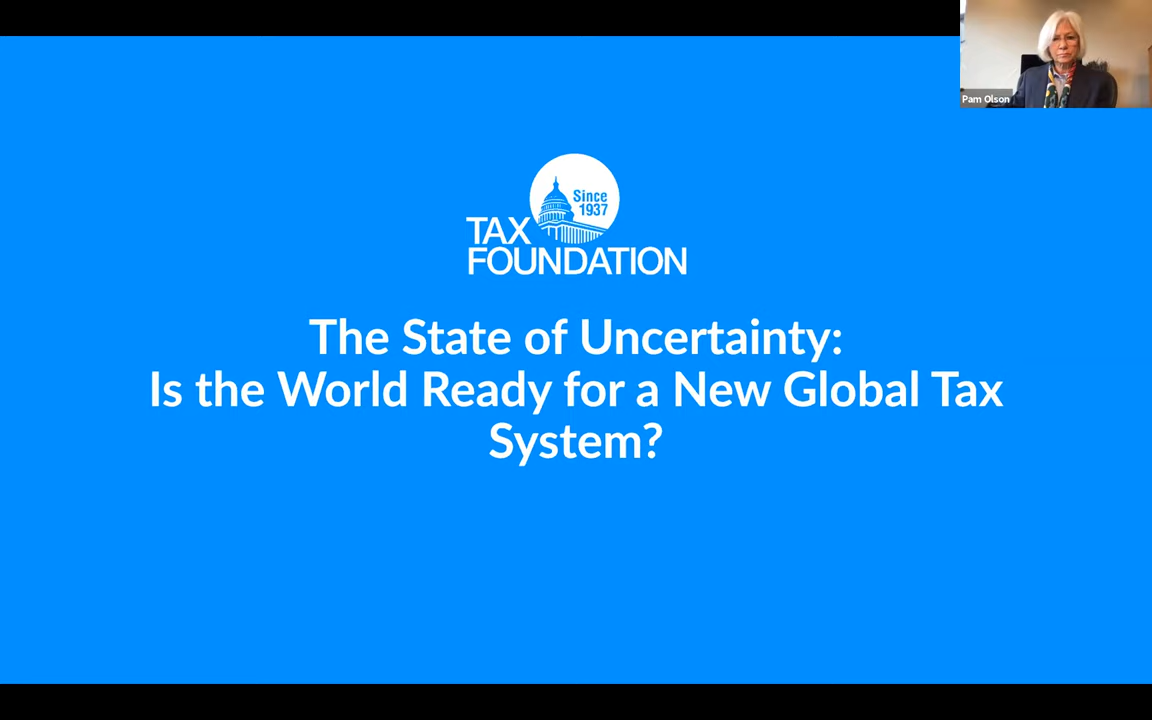 Pam Olson
Since
1937
TAX
FOUNDATION
The State of Uncertainty:
Is the World Ready for a New Global Tax
System?